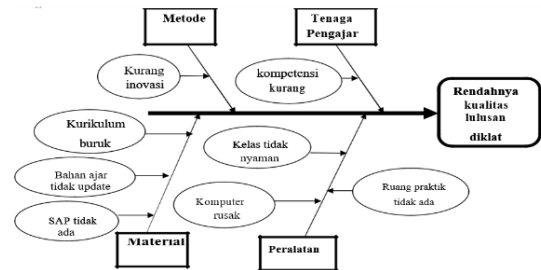 Metode
Tenaga
Pengajar
Kurang
inovasi
kompetensi
kurang
Rendahnya
kualitas
lulusan
diklat
Kurikulum
buruk
Kelas tidak
nyaman
Bahan ajar
tidak update
Komputer
rusak
Ruang praktik
tidak ada
SAP tidak
ada
Material
Peralatan